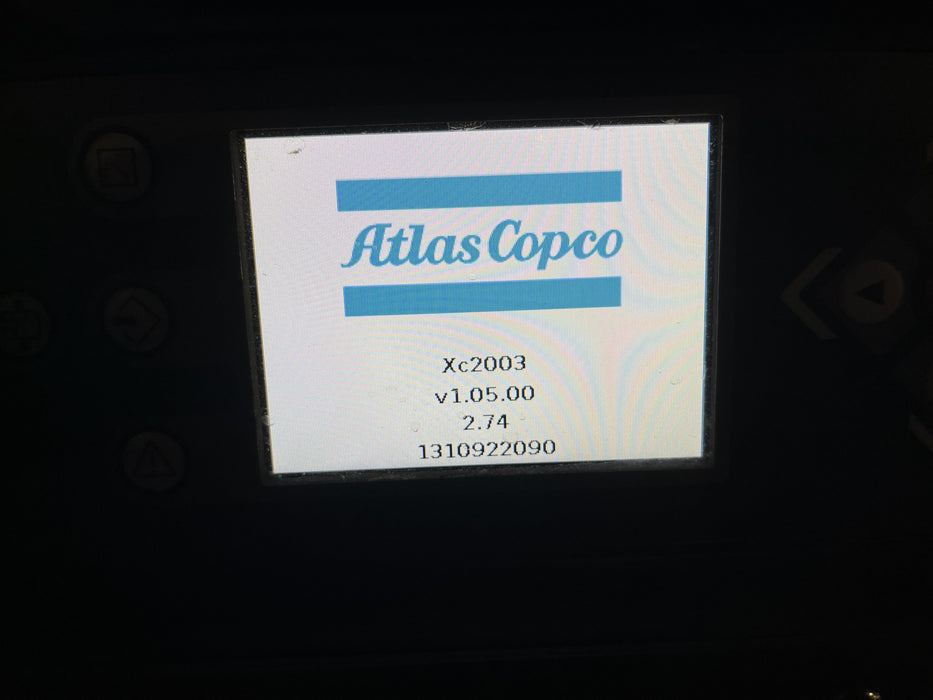 Atlas Copco
Xc2003
v1.05.00
2.74
1310922090